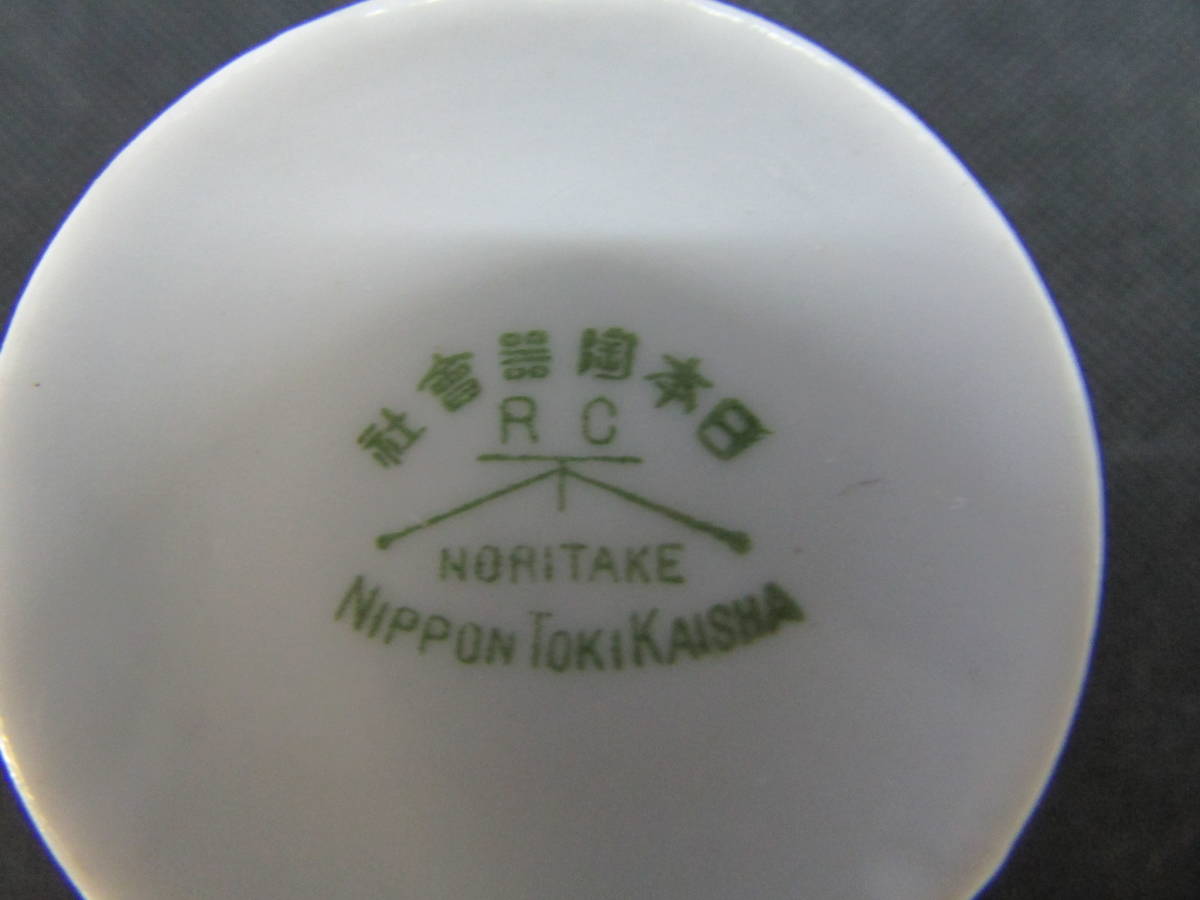 日本陶器會社
R C
NORITAKE
NIPPON TOKI KAISHA